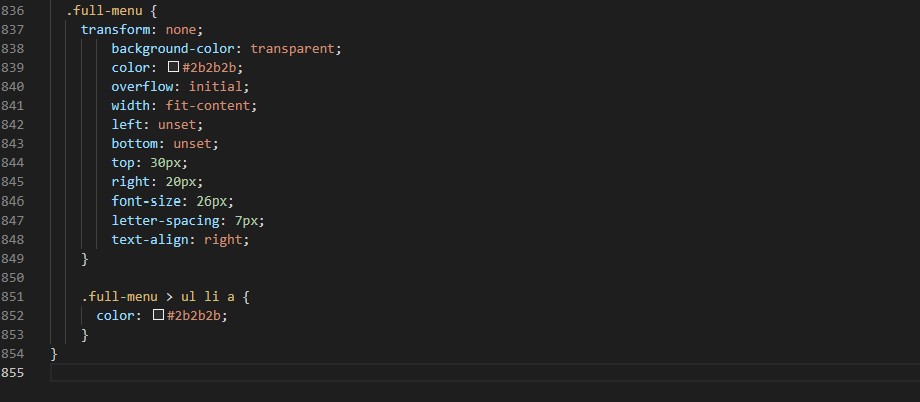 836 .full-menu {
837 transform: none;
838 background-color: transparent;
839 color: #2b2b2b;
840 overflow: initial;
841 width: fit-content;
842 left: unset;
843 bottom: unset;
844 top: 30px;
845 right: 20px;
846 font-size: 26px;
847 letter-spacing: 7px;
848 text-align: right;
849 }
850
851 .full-menu > ul li a {
852 color: #2b2b2b;
853 }
854 }
855